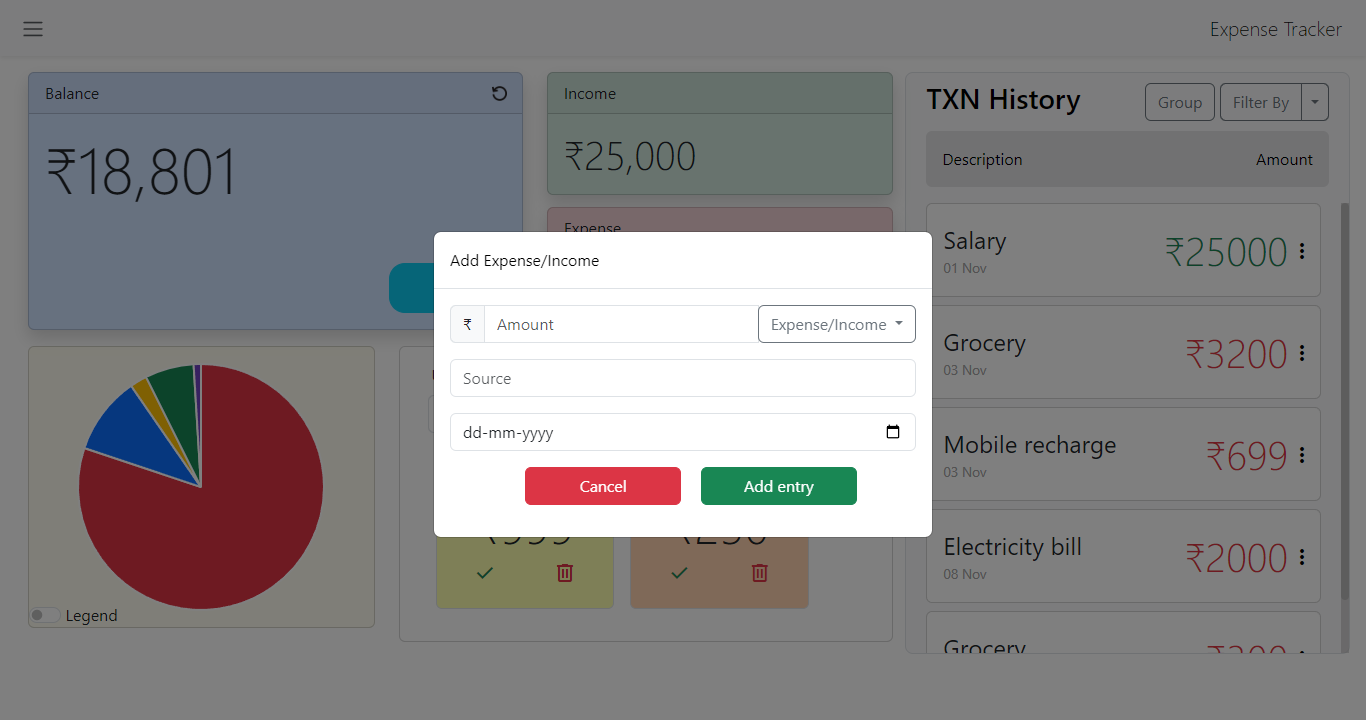 Expense Tracker
Balance
₹18,801
Income
₹25,000
Expense
TXN History
Group
Filter By
Description Amount
Salary
01 Nov
₹25000
Grocery
03 Nov
₹3200
Mobile recharge
03 Nov
₹699
Electricity bill
08 Nov
₹2000
Grocery
Add Expense/Income
₹ Amount Expense/Income
Source
dd-mm-yyyy
Cancel Add entry
Legend